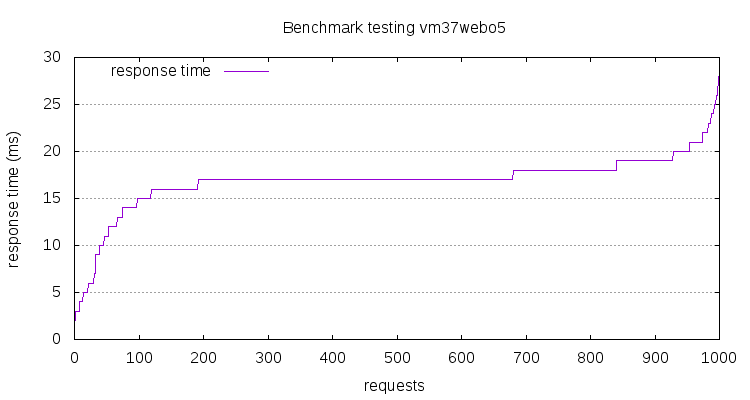 Benchmark testing vm37webo5
response time
30
25
20
15
10
5
0
response time (ms)
0 100 200 300 400 500 600 700 800 900 1000
requests